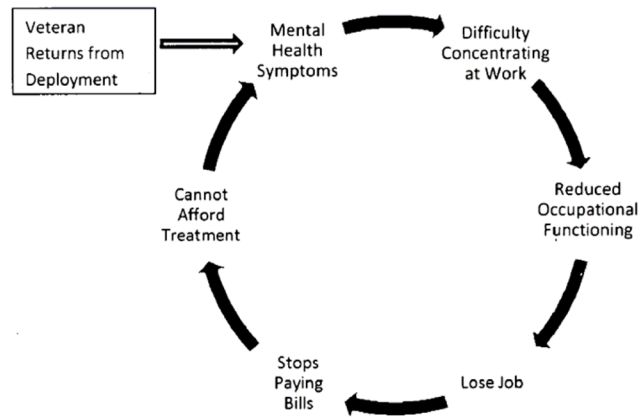 Veteran
Returns from
Deployment
Mental
Health
Symptoms
Difficulty
Concentrating
at Work
Reduced
Occupational
Functioning
Lose Job
Stops
Paying
Bills
Cannot
Afford
Treatment